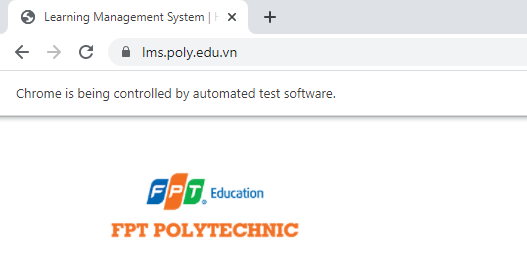 Learning Management System | H
lms.poly.edu.vn
Chrome is being controlled by automated test software.
FPT Education
FPT POLYTECHNIC